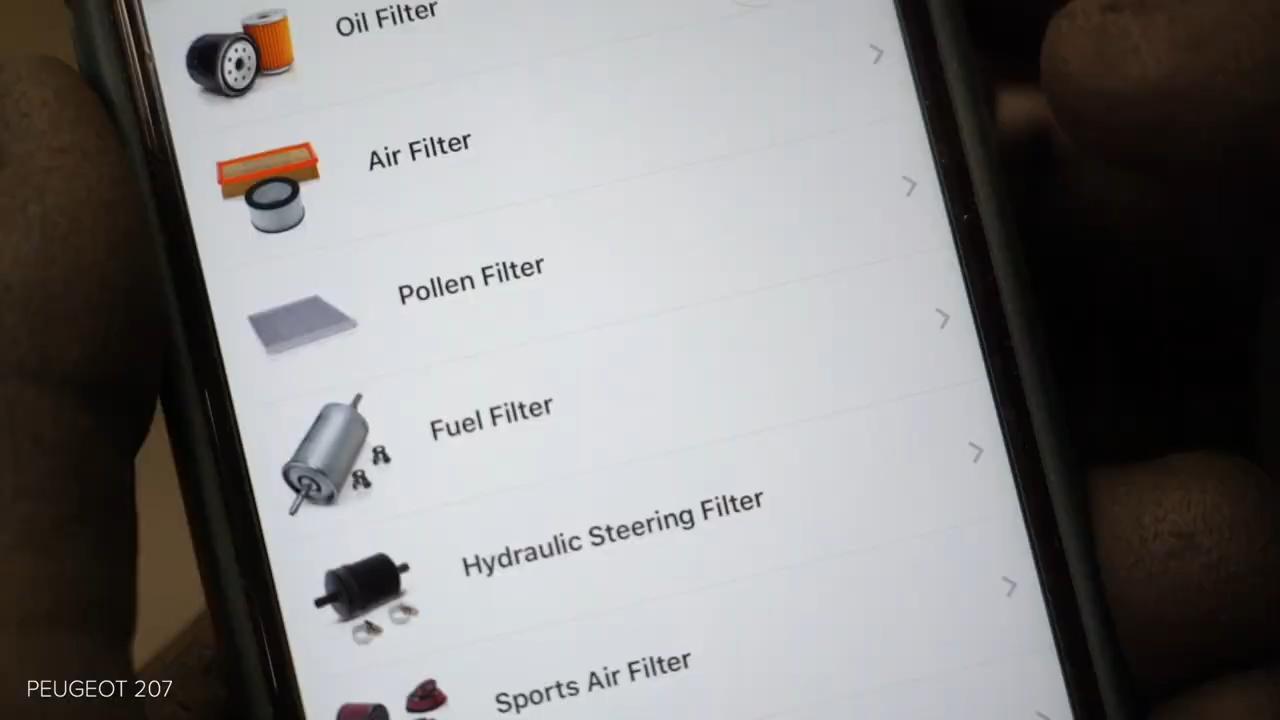 Oil Filter
Air Filter
Pollen Filter
Fuel Filter
Hydraulic Steering Filter
Sports Air Filter
PEUGEOT 207